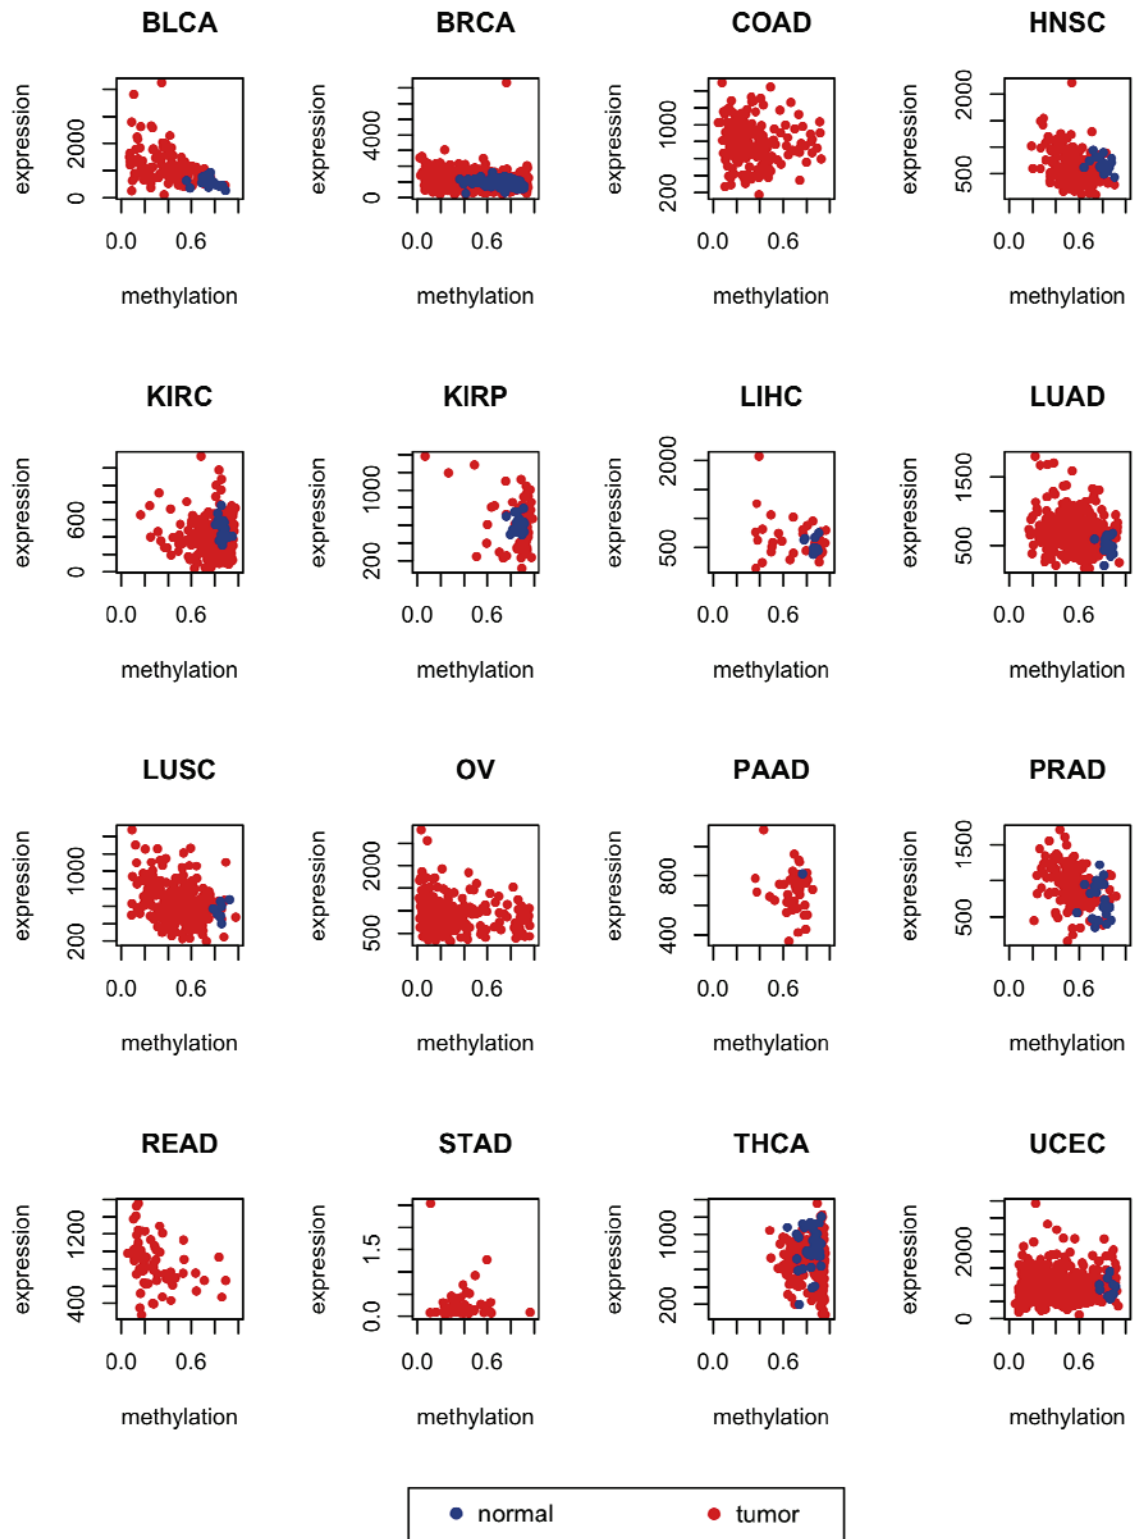 BLCA BRCA COAD HNSC
expression expression expression expression
0 2000
0 4000
200 1000
500 2000
0.0 0.6 0.0 0.6 0.0 0.6 0.0 0.6
methylation methylation methylation methylation
KIRC KIRP LIHC LUAD
expression expression expression expression
0 600
200 1000
500 2000
500 1500
0.0 0.6 0.0 0.6 0.0 0.6 0.0 0.6
methylation methylation methylation methylation
LUSC OV PAAD PRAD
expression expression expression expression
200 1000
500 2000
400 800
500 1500
0.0 0.6 0.0 0.6 0.0 0.6 0.0 0.6
methylation methylation methylation methylation
READ STAD THCA UCEC
expression expression expression expression
400 1200
0.0 1.5
200 1000
0 2000
0.0 0.6 0.0 0.6 0.0 0.6 0.0 0.6
methylation methylation methylation methylation
normal tumor